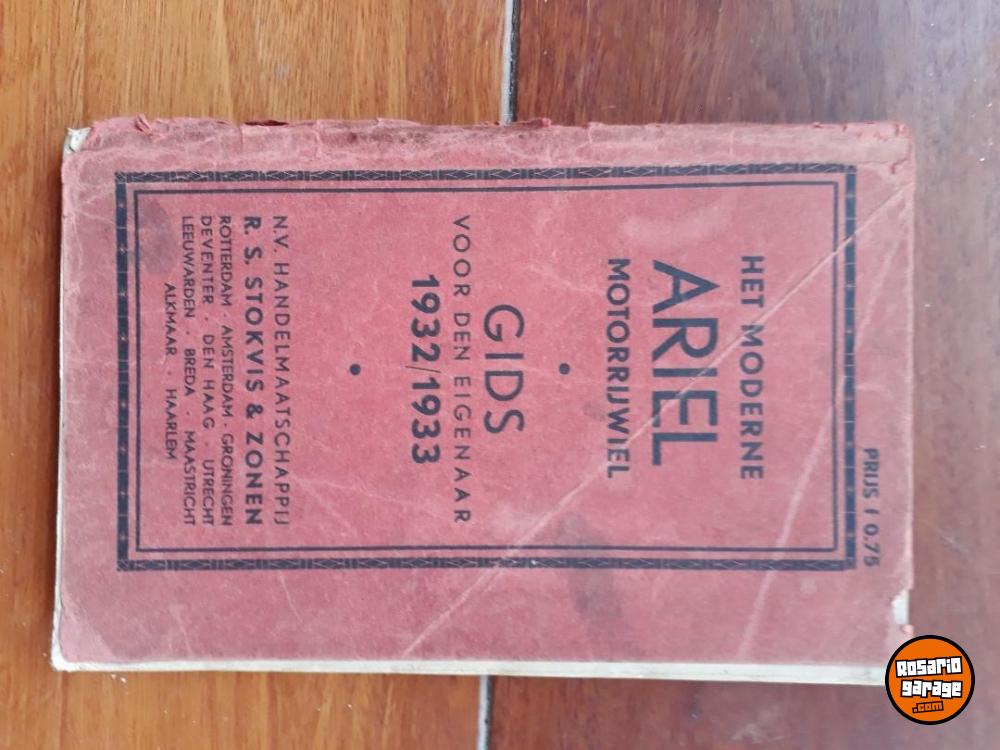 PRIJS f 0.75
HET MODERNE
ARIEL
MOTORRIJWIEL
•
GIDS
VOOR DEN EIGENAAR
1932/1933
•
N.V. HANDELMAATSCHAPPIJ
R. S. STOKVIS & ZONEN
ROTTERDAM · AMSTERDAM · GRONINGEN
DEVENTER · DEN HAAG · UTRECHT
LEEUWARDEN · BREDA · MAASTRICHT
ALKMAAR · HAARLEM
Rosario
garage
.com